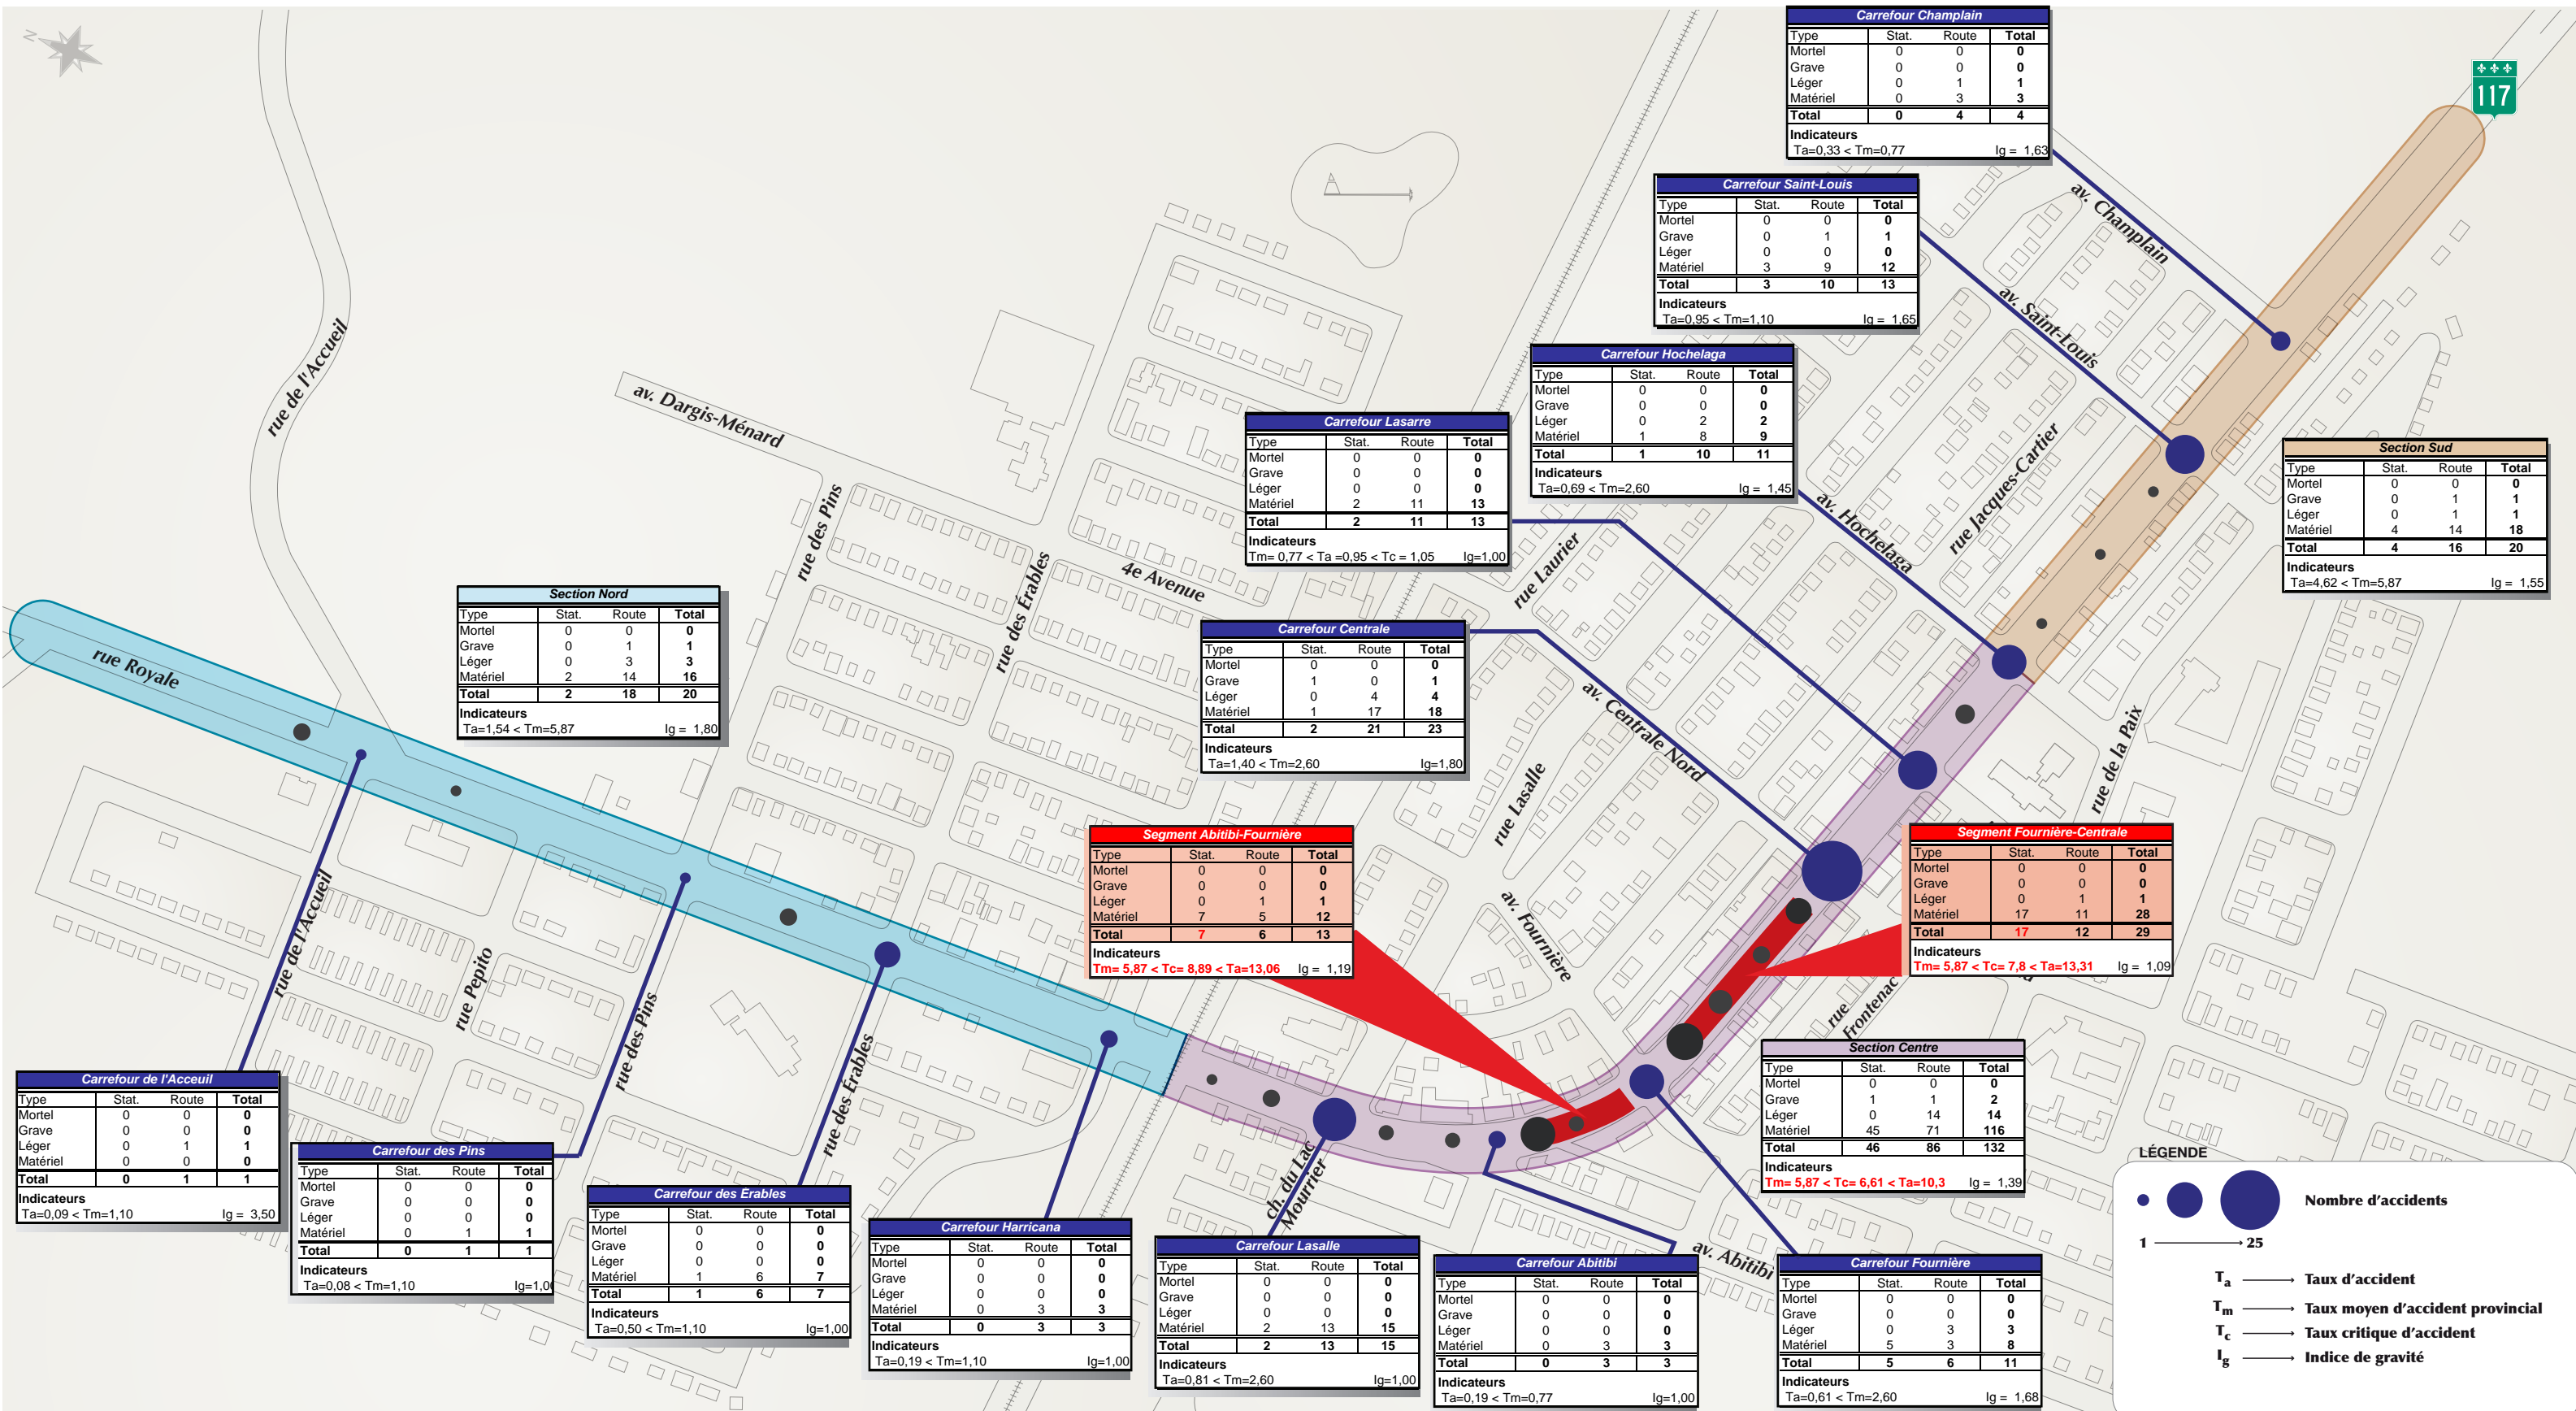 Carrefour Champlain
Type Stat. Route Total
Mortel 0 0 0
Grave 0 0 0
Léger 0 1 1
Matériel 0 3 3
Total 0 4 4
Indicateurs
Ta=0,33 < Tm=0,77 Ig = 1,63
117
N
Carrefour Saint-Louis
Type Stat. Route Total
Mortel 0 0 0
Grave 0 1 1
Léger 0 0 0
Matériel 3 9 12
Total 3 10 13
Indicateurs
Ta=0,95 < Tm=1,10 Ig = 1,65
av. Champlain
av. Saint-Louis
Carrefour Hochelaga
Type Stat. Route Total
Mortel 0 0 0
Grave 0 0 0
Léger 0 2 2
Matériel 1 8 9
Total 1 10 11
Indicateurs
Ta=0,69 < Tm=2,60 Ig = 1,45
rue de l'Accueil
av. Dargis-Ménard
Carrefour Lasarre
Type Stat. Route Total
Mortel 0 0 0
Grave 0 0 0
Léger 0 0 0
Matériel 2 11 13
Total 2 11 13
Indicateurs
Tm= 0,77 < Ta =0,95 < Tc = 1,05 Ig=1,00
av. Hochelaga
rue Jacques-Cartier
Section Sud
Type Stat. Route Total
Mortel 0 0 0
Grave 0 1 1
Léger 0 1 1
Matériel 4 14 18
Total 4 16 20
Indicateurs
Ta=4,62 < Tm=5,87 Ig = 1,55
rue des Pins
rue des Érables
4e Avenue
rue Laurier
Section Nord
Type Stat. Route Total
Mortel 0 0 0
Grave 0 1 1
Léger 0 3 3
Matériel 2 14 16
Total 2 18 20
Indicateurs
Ta=1,54 < Tm=5,87 Ig = 1,80
rue Royale
Carrefour Centrale
Type Stat. Route Total
Mortel 0 0 0
Grave 1 0 1
Léger 0 4 4
Matériel 1 17 18
Total 2 21 23
Indicateurs
Ta=1,40 < Tm=2,60 Ig=1,80
av. Centrale Nord
rue Lasalle
rue de la Paix
Segment Abitibi-Fournière
Type Stat. Route Total
Mortel 0 0 0
Grave 0 0 0
Léger 0 1 1
Matériel 7 5 12
Total 7 6 13
Indicateurs
Tm= 5,87 < Tc= 8,89 < Ta=13,06 Ig = 1,19
av. Fournière
Segment Fournière-Centrale
Type Stat. Route Total
Mortel 0 0 0
Grave 0 0 0
Léger 0 1 1
Matériel 17 11 28
Total 17 12 29
Indicateurs
Tm= 5,87 < Tc= 7,8 < Ta=13,31 Ig = 1,09
rue
Frontenac
rue de l'Accueil
rue Pepito
rue des Pins
rue des Érables
Section Centre
Type Stat. Route Total
Mortel 0 0 0
Grave 1 1 2
Léger 0 14 14
Matériel 45 71 116
Total 46 86 132
Indicateurs
Tm= 5,87 < Tc= 6,61 < Ta=10,3 Ig = 1,39
Carrefour de l'Acceuil
Type Stat. Route Total
Mortel 0 0 0
Grave 0 0 0
Léger 0 1 1
Matériel 0 0 0
Total 0 1 1
Indicateurs
Ta=0,09 < Tm=1,10 Ig = 3,50
Carrefour des Pins
Type Stat. Route Total
Mortel 0 0 0
Grave 0 0 0
Léger 0 0 0
Matériel 0 1 1
Total 0 1 1
Indicateurs
Ta=0,08 < Tm=1,10 Ig=1,00
Carrefour des Erables
Type Stat. Route Total
Mortel 0 0 0
Grave 0 0 0
Léger 0 0 0
Matériel 1 6 7
Total 1 6 7
Indicateurs
Ta=0,50 < Tm=1,10 Ig=1,00
Carrefour Harricana
Type Stat. Route Total
Mortel 0 0 0
Grave 0 0 0
Léger 0 0 0
Matériel 0 3 3
Total 0 3 3
Indicateurs
Ta=0,19 < Tm=1,10 Ig=1,00
ch. du Lac
Mourrier
Carrefour Lasalle
Type Stat. Route Total
Mortel 0 0 0
Grave 0 0 0
Léger 0 0 0
Matériel 2 13 15
Total 2 13 15
Indicateurs
Ta=0,81 < Tm=2,60 Ig=1,00
Carrefour Abitibi
Type Stat. Route Total
Mortel 0 0 0
Grave 0 0 0
Léger 0 0 0
Matériel 0 3 3
Total 0 3 3
Indicateurs
Ta=0,19 < Tm=0,77 Ig=1,00
av. Abitibi
Carrefour Fournière
Type Stat. Route Total
Mortel 0 0 0
Grave 0 0 0
Léger 0 3 3
Matériel 5 3 8
Total 5 6 11
Indicateurs
Ta=0,61 < Tm=2,60 Ig = 1,68
LÉGENDE
Nombre d'accidents
1 25
Ta Taux d'accident
Tm Taux moyen d'accident provincial
Tc Taux critique d'accident
Ig Indice de gravité